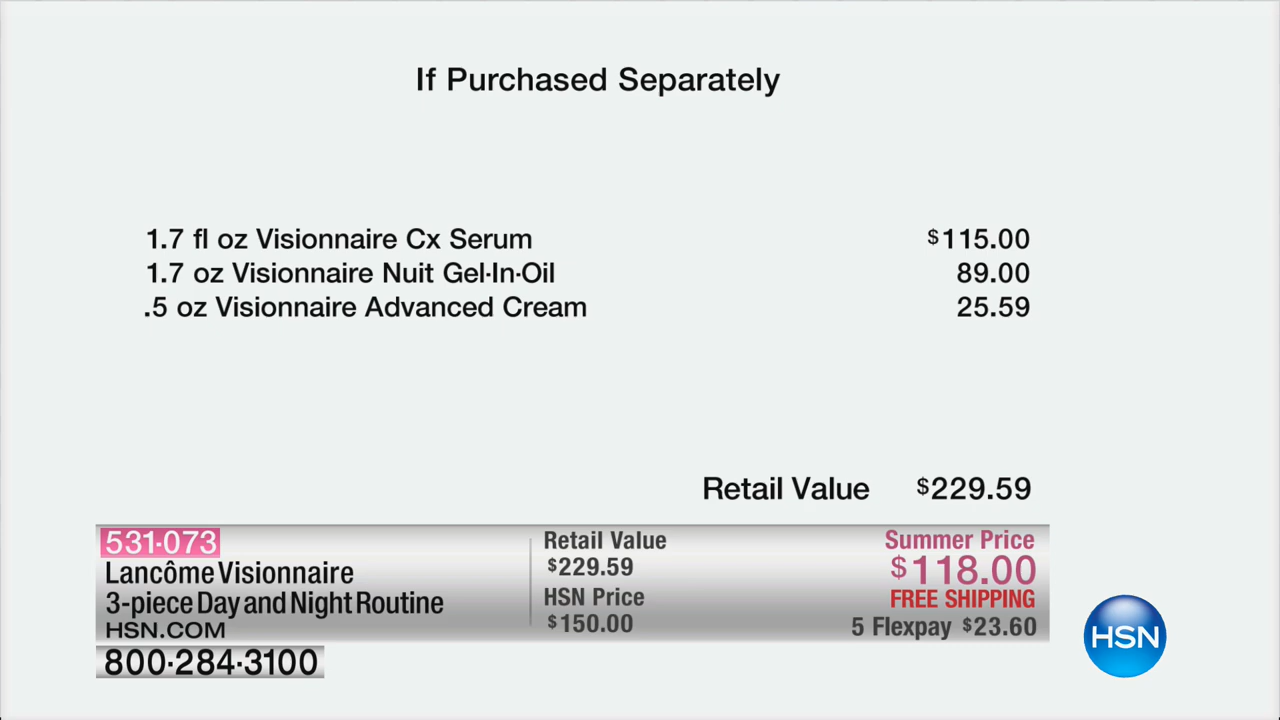 If Purchased Separately
1.7 fl oz Visionnaire Cx Serum $115.00
1.7 oz Visionnaire Nuit Gel-In-Oil 89.00
.5 oz Visionnaire Advanced Cream 25.59
Retail Value $229.59
531-073
Lancôme Visionnaire
3-piece Day and Night Routine
HSN.COM
800-284-3100
Retail Value
$229.59
HSN Price
$150.00
Summer Price
$118.00
FREE SHIPPING
5 Flexpay $23.60
HSN